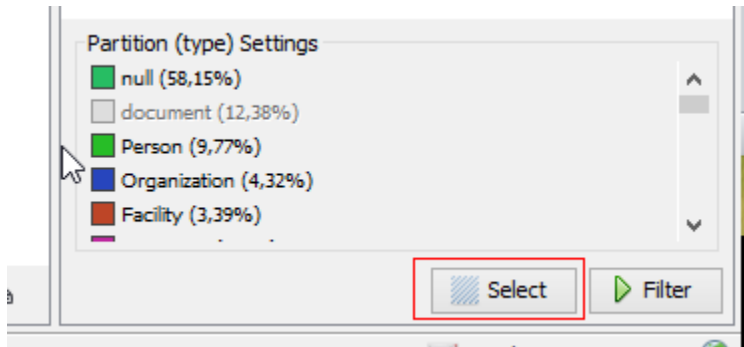 Partition (type) Settings
null (58,15%)
document (12,38%)
Person (9,77%)
Organization (4,32%)
Facility (3,39%)
Select
Filter